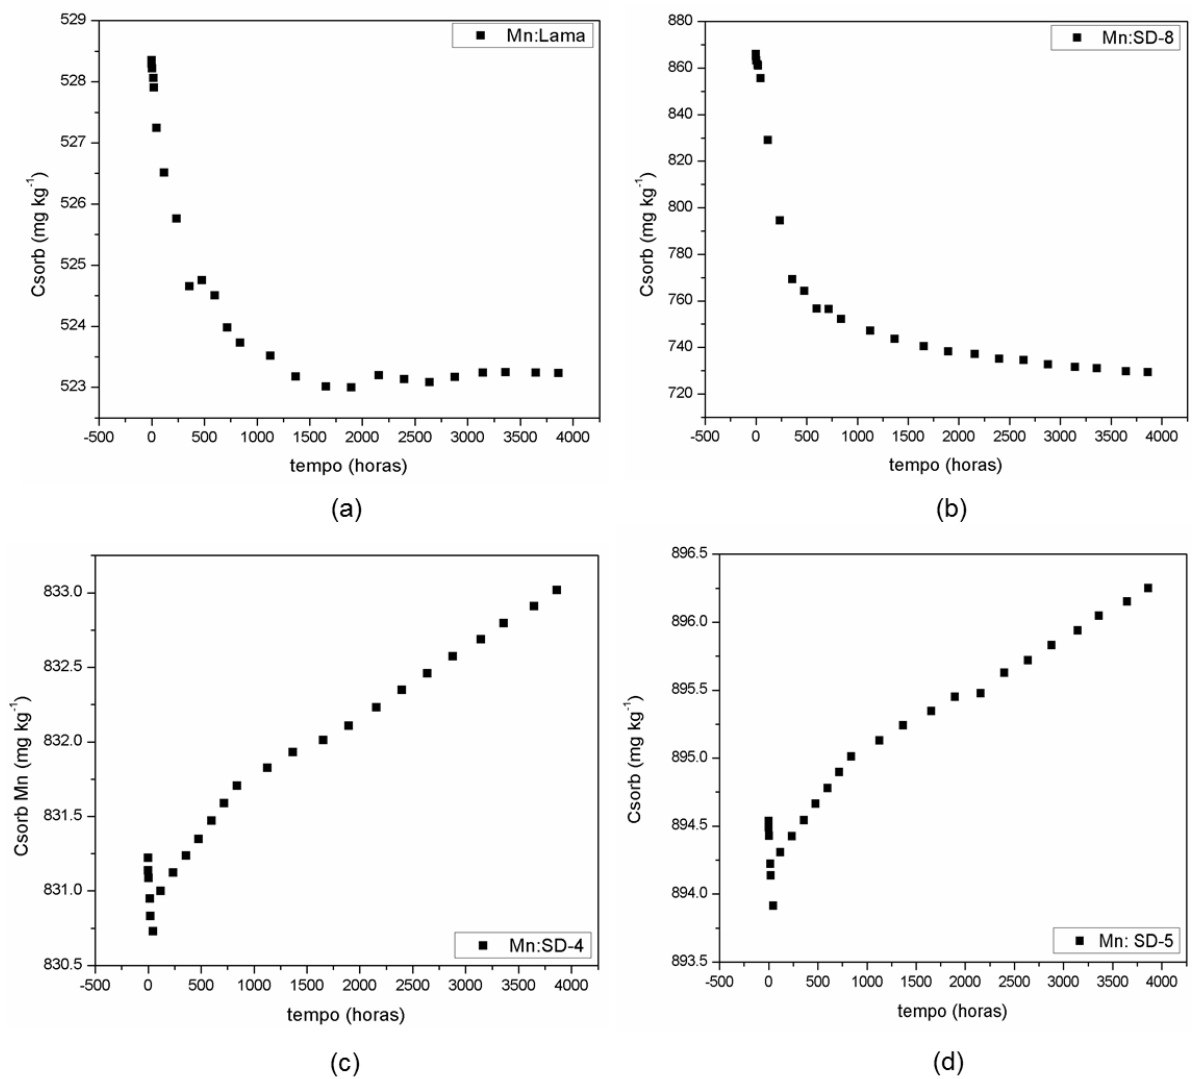 529
528
527
526
525
524
523
Csorb (mg kg-1)
Mn:Lama
-500 0 500 1000 1500 2000 2500 3000 3500 4000
tempo (horas)
(a)
880
860
840
820
800
780
760
740
720
Csorb (mg kg-1)
Mn:SD-8
-500 0 500 1000 1500 2000 2500 3000 3500 4000
tempo (horas)
(b)
833.0
832.5
832.0
831.5
831.0
830.5
Csorb Mn (mg kg-1)
Mn:SD-4
-500 0 500 1000 1500 2000 2500 3000 3500 4000
tempo (horas)
(c)
896.5
896.0
895.5
895.0
894.5
894.0
893.5
Csorb (mg kg-1)
Mn: SD-5
-500 0 500 1000 1500 2000 2500 3000 3500 4000
tempo (horas)
(d)